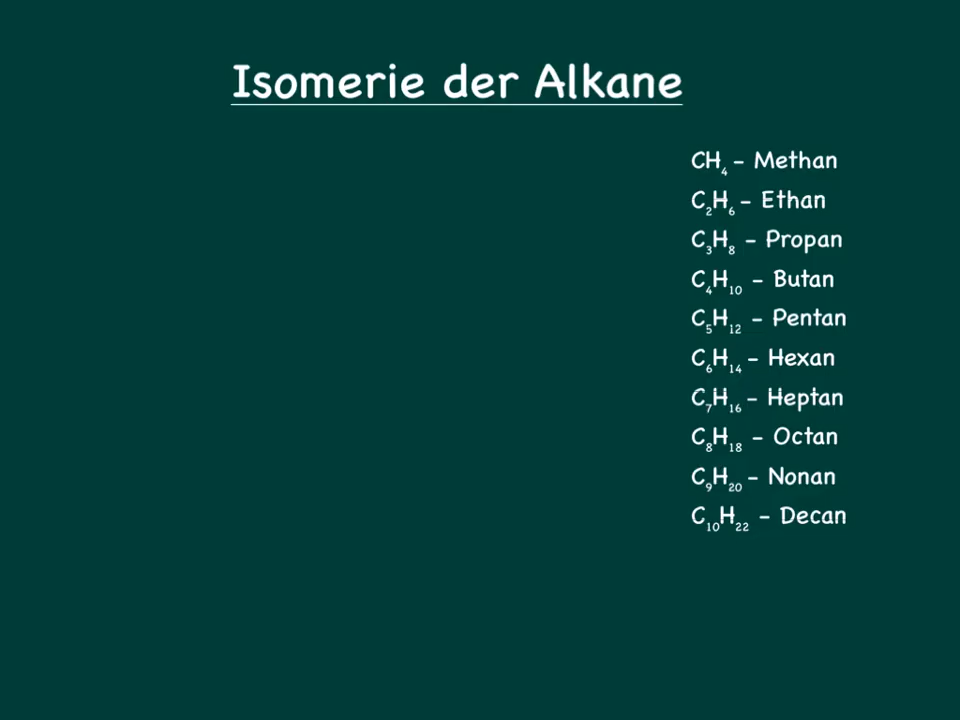 Isomerie der Alkane
CH₄ – Methan
C₂H₆ – Ethan
C₃H₈ – Propan
C₄H₁₀ – Butan
C₅H₁₂ – Pentan
C₆H₁₄ – Hexan
C₇H₁₆ – Heptan
C₈H₁₈ – Octan
C₉H₂₀ – Nonan
C₁₀H₂₂ – Decan